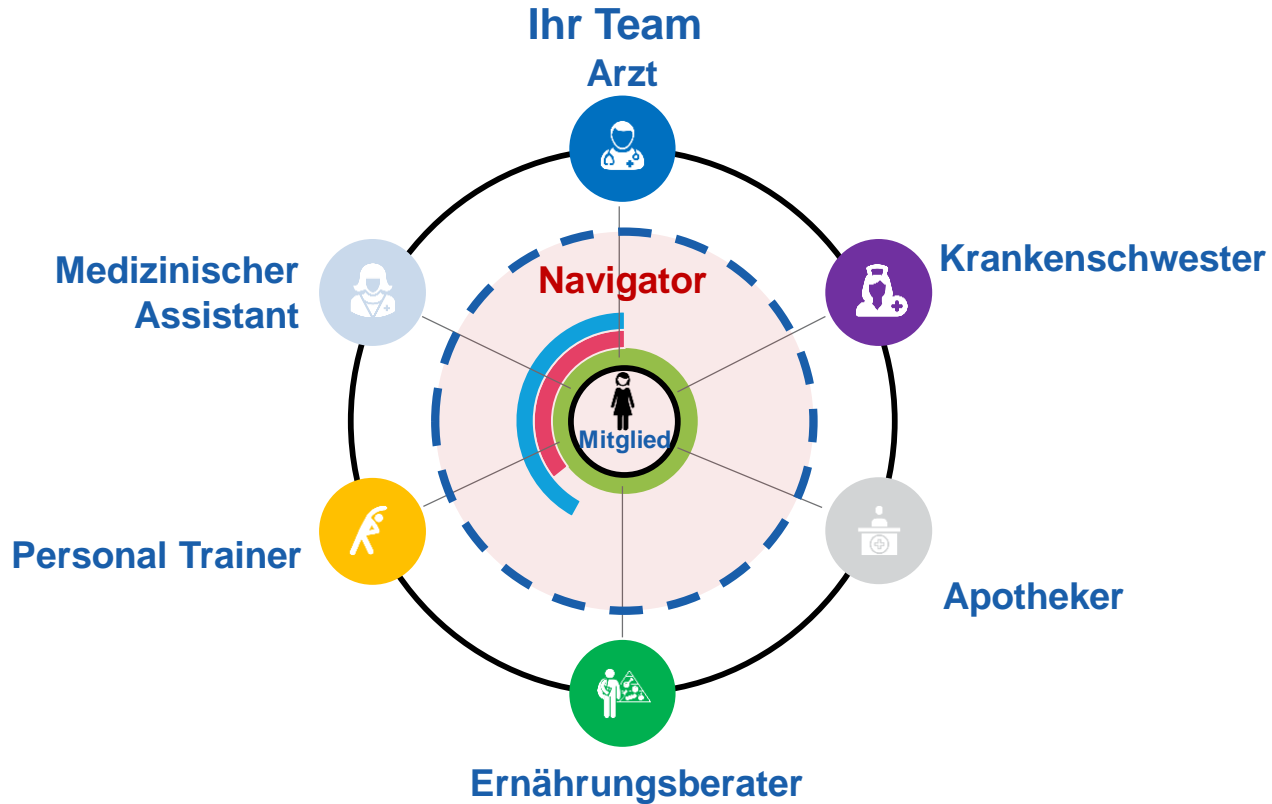 Ihr Team
Arzt
Medizinischer
Assistant
Krankenschwester
Navigator
Mitglied
Personal Trainer
Apotheker
Ernährungsberater